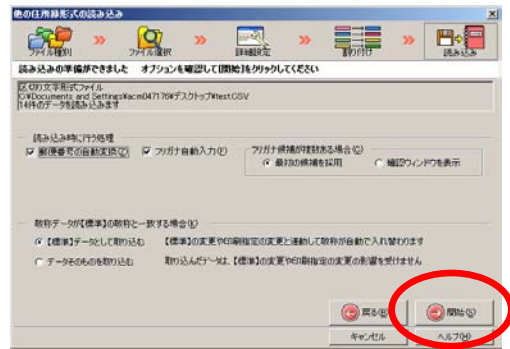 他の住所録形式の読み込み
ファイル種別 » ファイル選択 » 詳細設定 » 割り付け » 読み込み
読み込みの準備ができました オプションを確認して[開始]をクリックしてください
区切り文字形式ファイル
C:¥Documents and Settings¥acm047176¥デスクトップ¥test.CSV
14件のデータを読み込みます
読み込み時に行う処理
郵便番号の自動変換(Z) フリガナ自動入力(F) フリガナ候補が複数ある場合(C)
最初の候補を採用 確認ウィンドウを表示
敬称データが【標準】の敬称と一致する場合(K)
【標準】データとして取り込む 【標準】の変更や印刷指定の変更と連動して敬称が自動で入れ替わります
データそのものを取り込む 取り込んだデータは、【標準】の変更や印刷指定の変更の影響を受けません
戻る(B) 開始(S)
キャンセル ヘルプ(H)